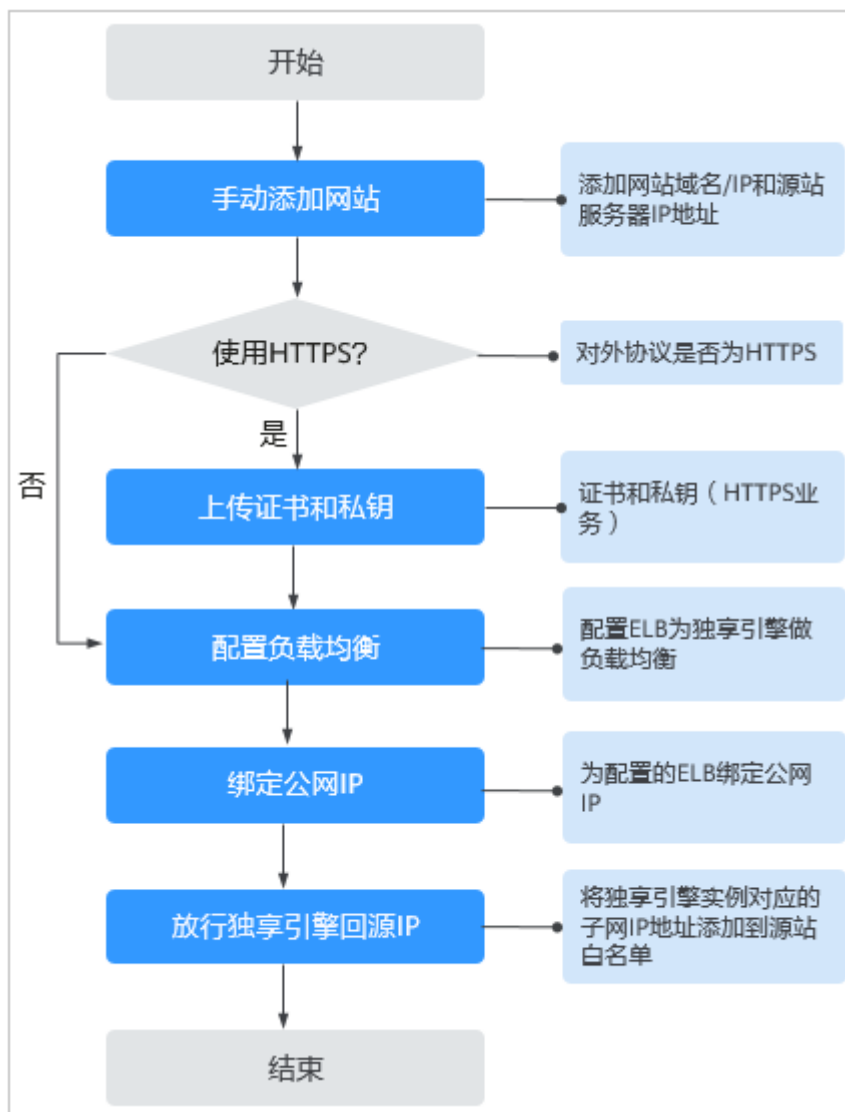 开始
手动添加网站
添加网站域名/IP和源站
服务器IP地址
使用HTTPS?
对外协议是否为HTTPS
是
否
上传证书和私钥
证书和私钥（HTTPS业
务）
配置负载均衡
配置ELB为独享引擎做
负载均衡
绑定公网IP
为配置的ELB绑定公网
IP
放行独享引擎回源IP
将独享引擎实例对应的
子网IP地址添加到源站
白名单
结束